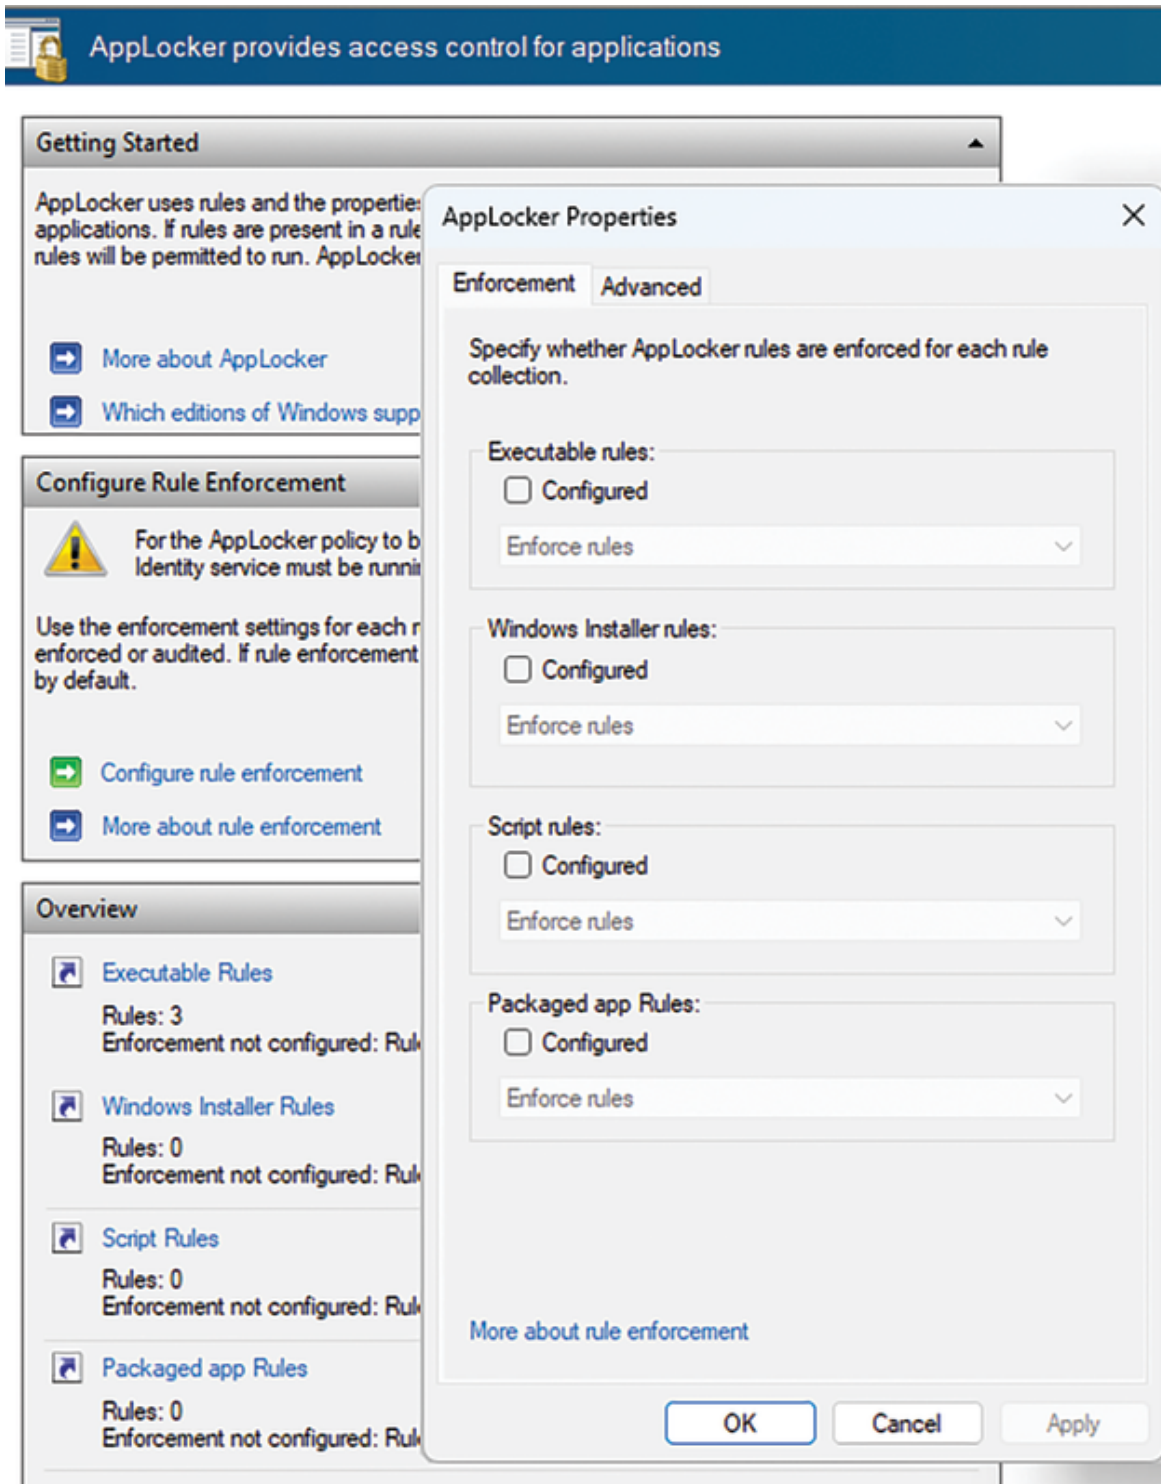 AppLocker provides access control for applications
Getting Started
AppLocker uses rules and the properties
applications. If rules are present in a rule
rules will be permitted to run. AppLocker
More about AppLocker
Which editions of Windows supp
Configure Rule Enforcement
For the AppLocker policy to b
Identity service must be runnin
Use the enforcement settings for each r
enforced or audited. If rule enforcement
by default.
Configure rule enforcement
More about rule enforcement
Overview
Executable Rules
Rules: 3
Enforcement not configured: Rule
Windows Installer Rules
Rules: 0
Enforcement not configured: Rule
Script Rules
Rules: 0
Enforcement not configured: Rule
Packaged app Rules
Rules: 0
Enforcement not configured: Rule
AppLocker Properties
Enforcement Advanced
Specify whether AppLocker rules are enforced for each rule
collection.
Executable rules:
Configured
Enforce rules
Windows Installer rules:
Configured
Enforce rules
Script rules:
Configured
Enforce rules
Packaged app Rules:
Configured
Enforce rules
More about rule enforcement
OK Cancel Apply